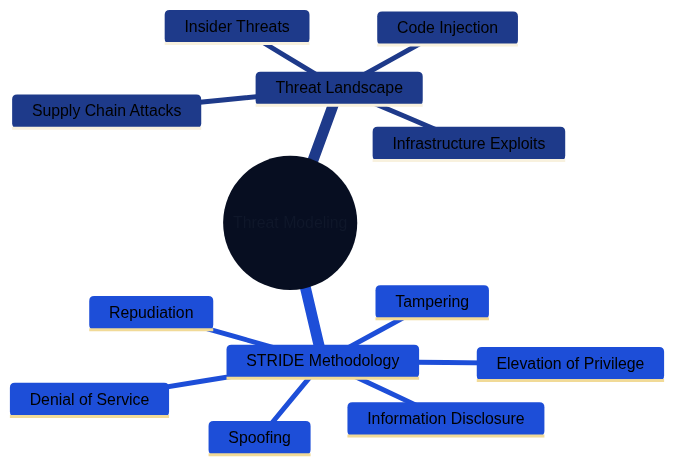 Insider Threats
Code Injection
Threat Landscape
Supply Chain Attacks
Infrastructure Exploits
Threat Modeling
Tampering
Repudiation
STRIDE Methodology
Elevation of Privilege
Denial of Service
Information Disclosure
Spoofing